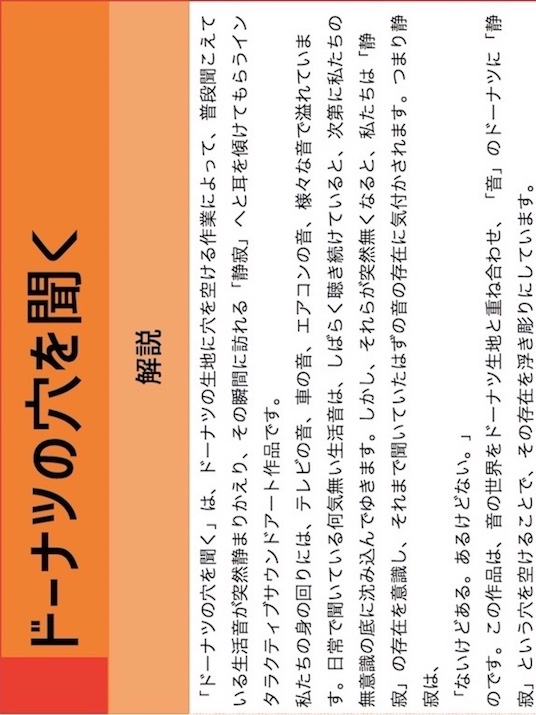 ドーナツの穴を聞く
解説
「ドーナツの穴を聞く」は、ドーナツの生地に穴を空ける作業によって、普段聞こえて
いる生活音が突然静まりかえり、その瞬間に訪れる「静寂」へと耳を傾けてもらうイン
タラクティブサウンドアート作品です。
私たちの身の回りには、テレビの音、車の音、エアコンの音、様々な音で溢れていま
す。日常で聞いている何気無い生活音は、しばらく聴き続けていると、次第に私たちの
無意識の底に沈み込んでゆきます。しかし、それらが突然無くなると、私たちは「静
寂」の存在を意識し、それまで聞いていたはずの音の存在に気付かされます。つまり静
寂は、
「ないけどある。あるけどない。」
のです。この作品は、音の世界をドーナツ生地と重ね合わせ、「音」のドーナツに「静
寂」という穴を空けることで、その存在を浮き彫りにしています。